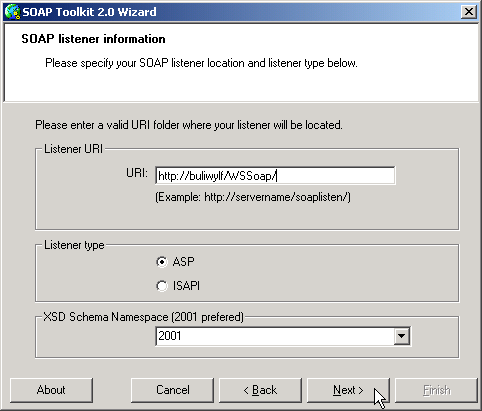 SOAP Toolkit 2.0 Wizard
SOAP listener information
Please specify your SOAP listener location and listener type below.
Please enter a valid URI folder where your listener will be located.
Listener URI
URI: http://buliwylf/WSSoap/
(Example: http://servername/soaplisten/)
Listener type
ASP
ISAPI
XSD Schema Namespace (2001 prefered)
2001
About Cancel < Back Next > Finish